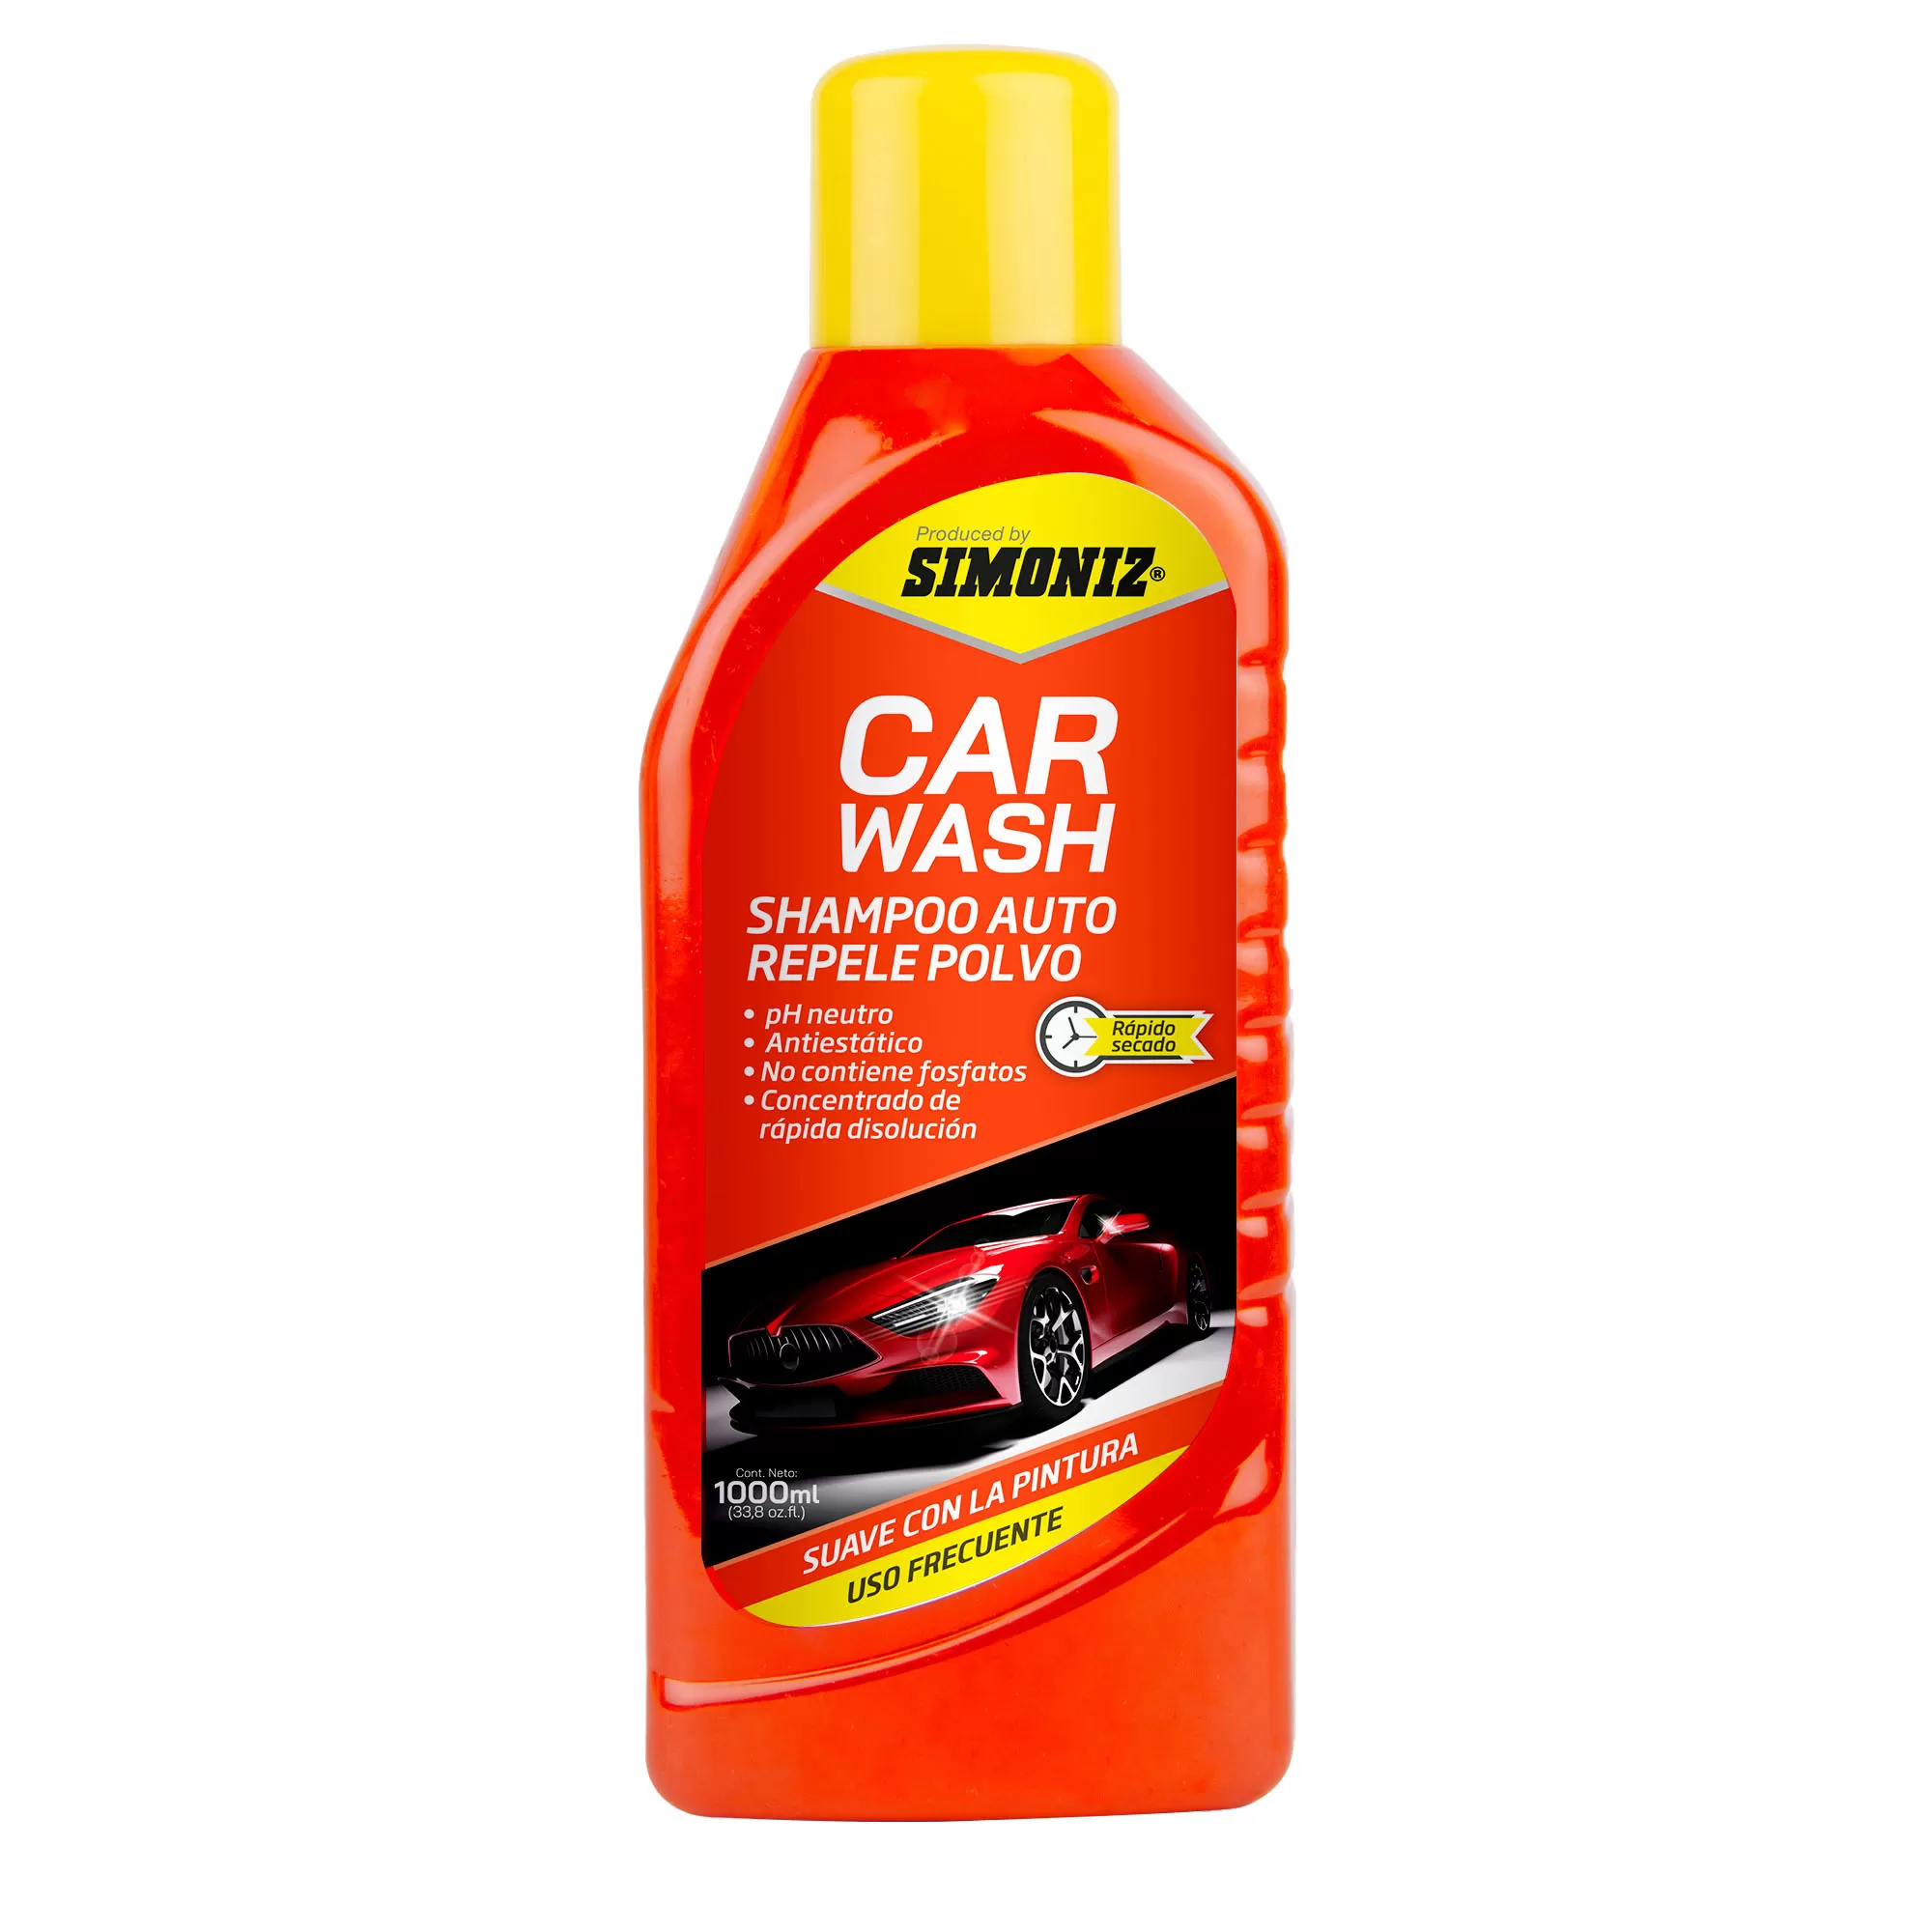 Produced by
SIMONIZ®
CAR
WASH
SHAMPOO AUTO
REPELE POLVO
• pH neutro
• Antiestático
• No contiene fosfatos
• Concentrado de
rápida disolución
Rápido
secado
Cont. Neto:
1000ml
(33,8 oz.fl.)
SUAVE CON LA PINTURA
USO FRECUENTE